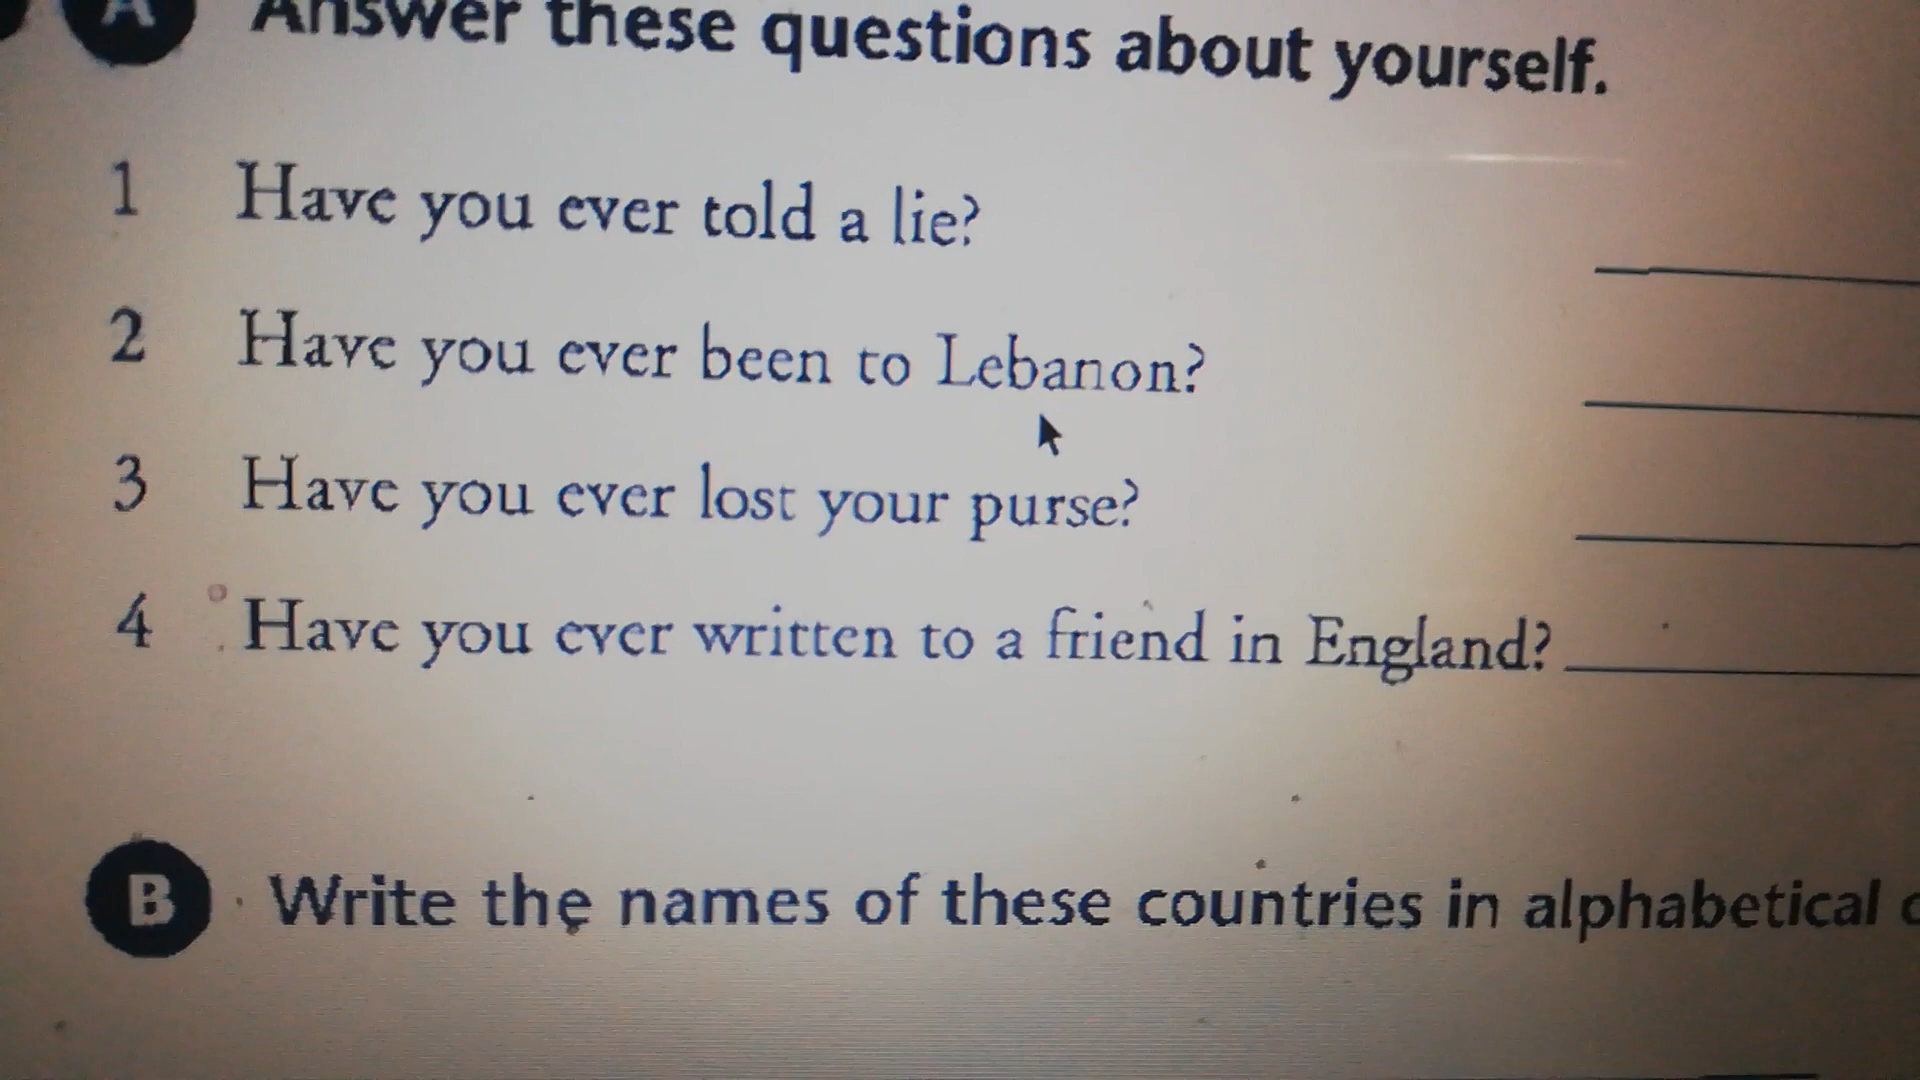 A Answer these questions about yourself.
1 Have you ever told a lie?
2 Have you ever been to Lebanon?
3 Have you ever lost your purse?
4 Have you ever written to a friend in England?
B Write the names of these countries in alphabetical